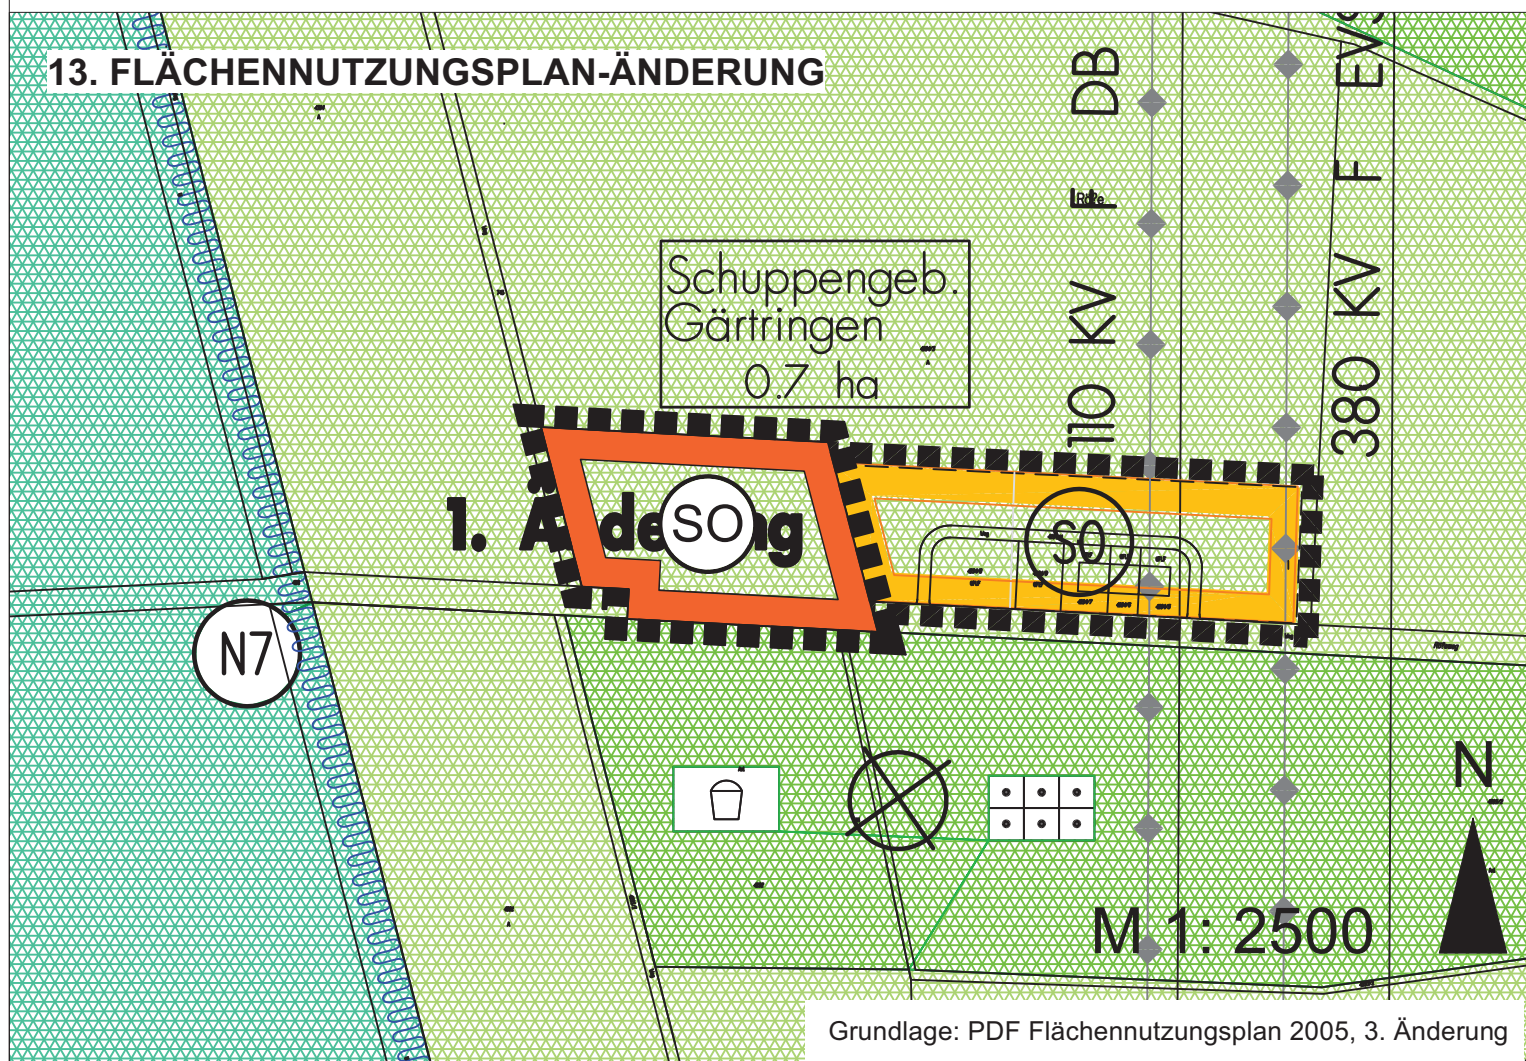 13. FLÄCHENNUTZUNGSPLAN-ÄNDERUNG
110 KV F DB
380 KV F EVS
Schuppengeb.
Gärtringen
0.7 ha
1. Änderung
SO
SO
N7
N
M 1: 2500
Grundlage: PDF Flächennutzungsplan 2005, 3. Änderung